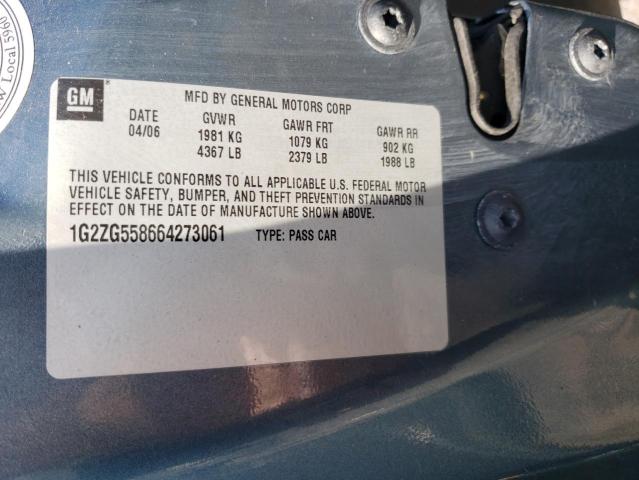 W Local 5960
GM
MFD BY GENERAL MOTORS CORP
DATE GVWR GAWR FRT GAWR RR
04/06 1981 KG 1079 KG 902 KG
4367 LB 2379 LB 1988 LB
THIS VEHICLE CONFORMS TO ALL APPLICABLE U.S. FEDERAL MOTOR
VEHICLE SAFETY, BUMPER, AND THEFT PREVENTION STANDARDS IN
EFFECT ON THE DATE OF MANUFACTURE SHOWN ABOVE.
1G2ZG558664273061 TYPE: PASS CAR